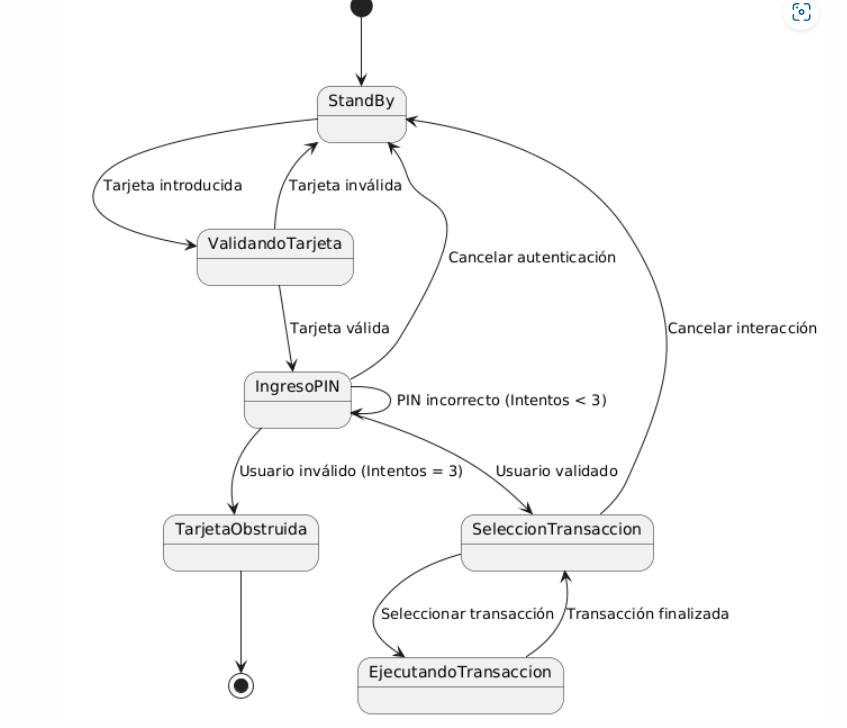 StandBy
Tarjeta introducida
Tarjeta inválida
ValidandoTarjeta
Cancelar autenticación
Tarjeta válida
Cancelar interacción
IngresoPIN
PIN incorrecto (Intentos < 3)
Usuario inválido (Intentos = 3)
Usuario validado
TarjetaObstruida
SeleccionTransaccion
Seleccionar transacción
Transacción finalizada
EjecutandoTransaccion